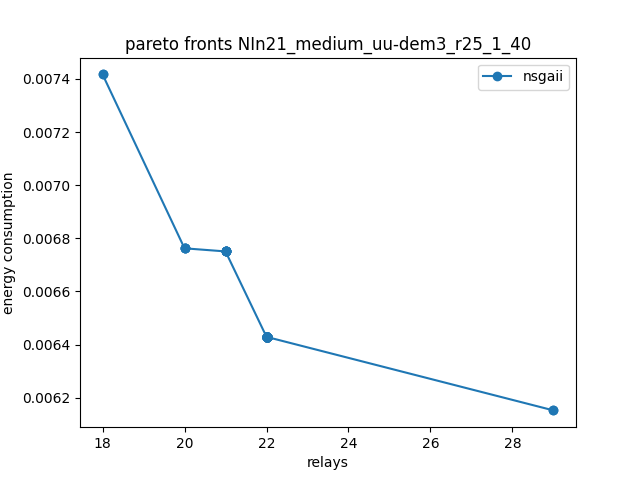 pareto fronts NIn21_medium_uu-dem3_r25_1_40
nsgaii
energy consumption
0.0074
0.0072
0.0070
0.0068
0.0066
0.0064
0.0062
18 20 22 24 26 28
relays